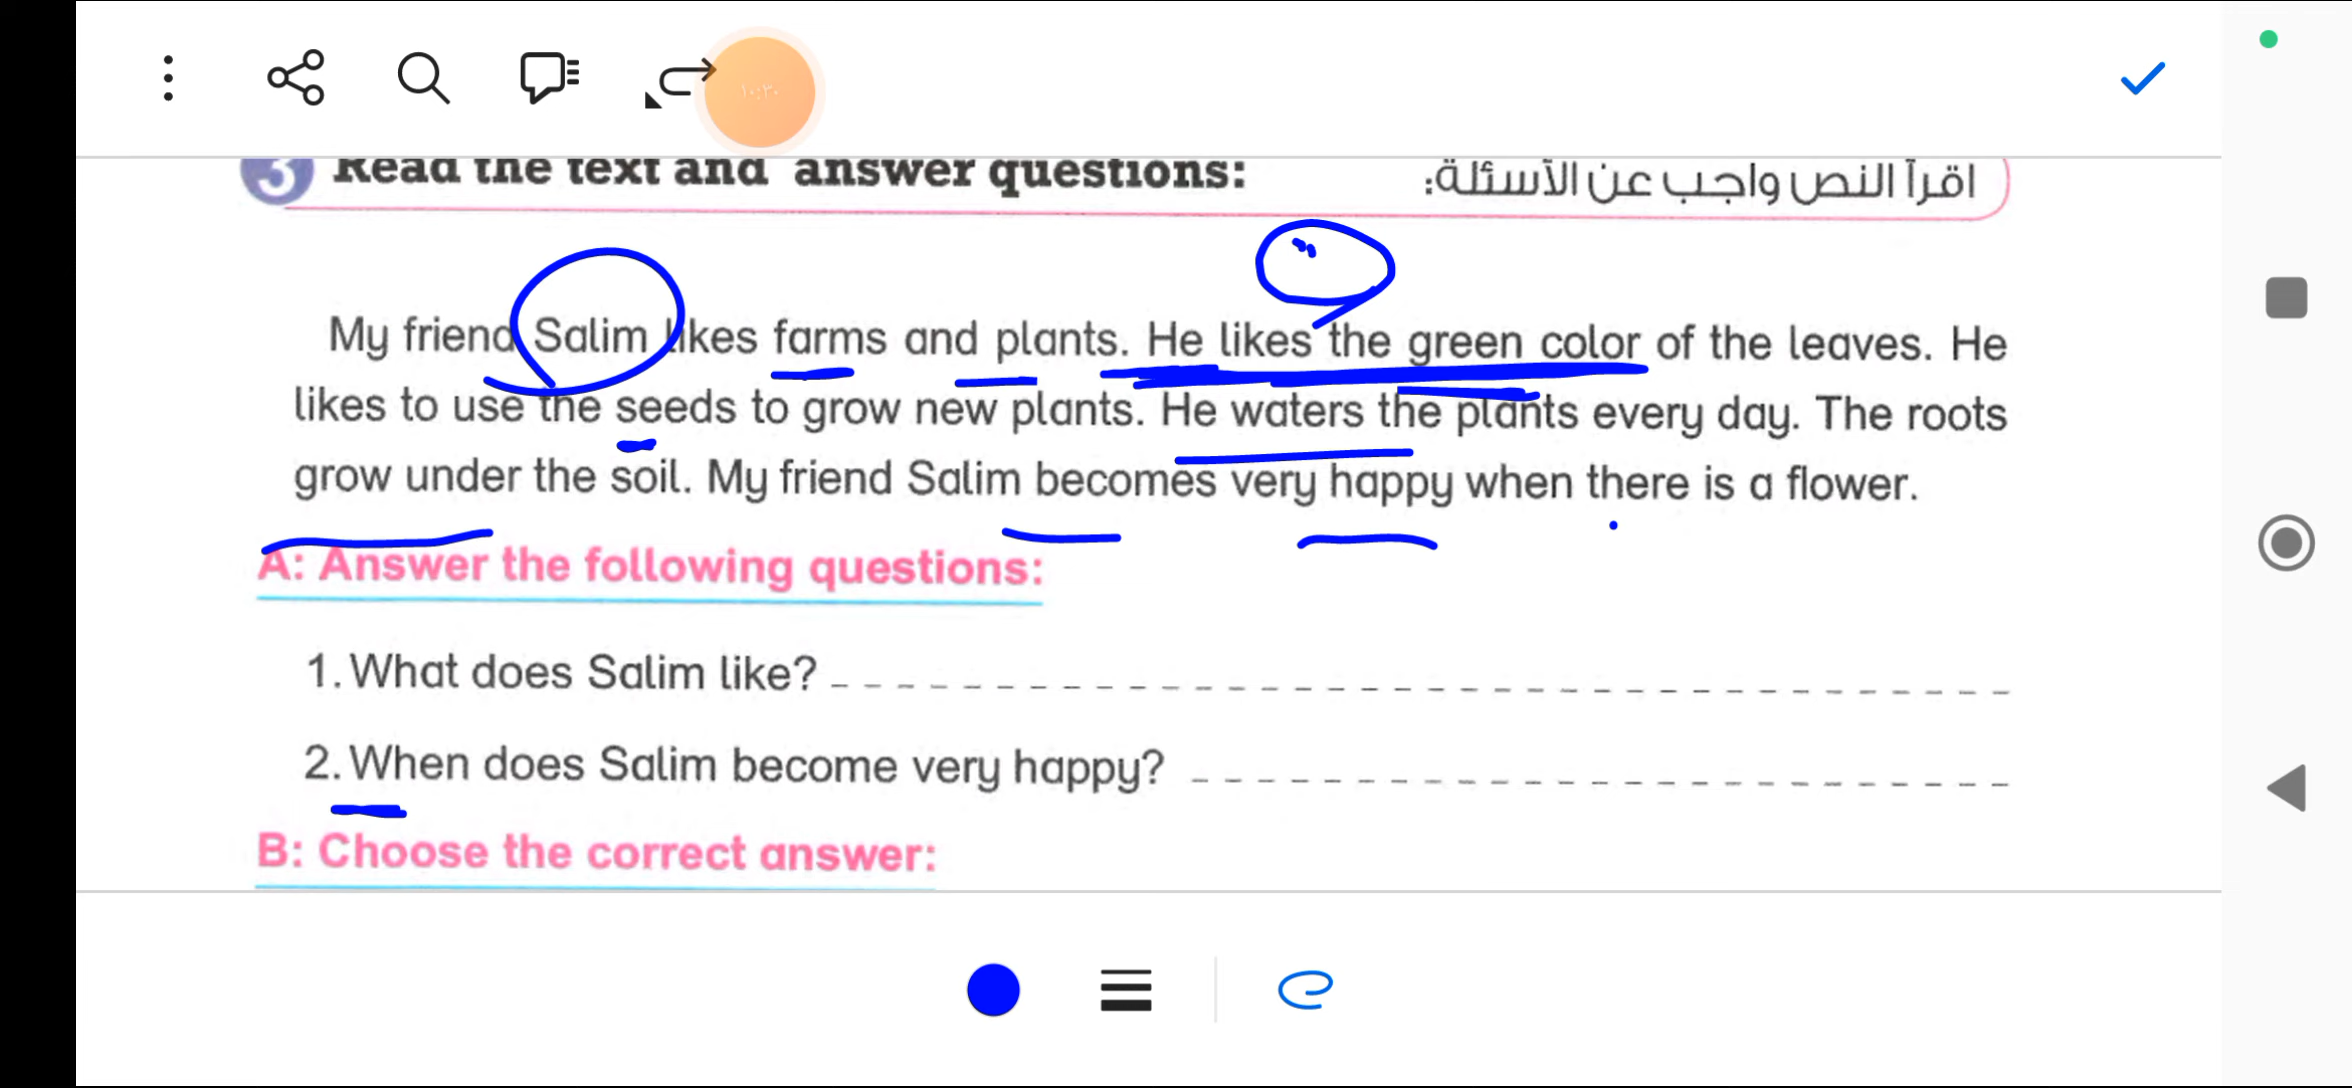 ١٠:٣٠
3 Read the text and answer questions: اقرأ النص واجب عن الأسئلة:
My friend Salim likes farms and plants. He likes the green color of the leaves. He
likes to use the seeds to grow new plants. He waters the plants every day. The roots
grow under the soil. My friend Salim becomes very happy when there is a flower.
A: Answer the following questions:
1. What does Salim like?
2. When does Salim become very happy?
B: Choose the correct answer: